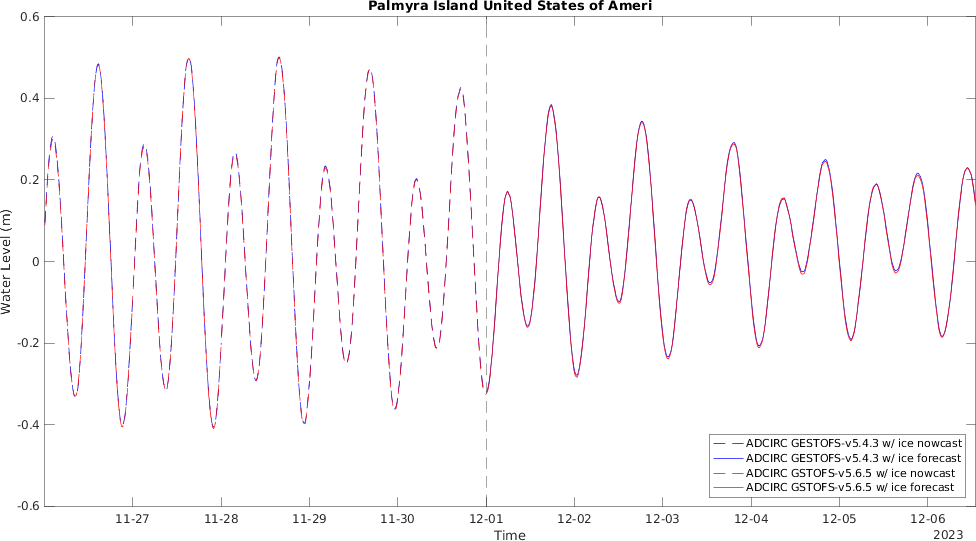 Palmyra Island United States of Ameri
0.6
0.4
0.2
0
-0.2
-0.4
-0.6
Water Level (m)
ADCIRC GESTOFS-v5.4.3 w/ ice nowcast
ADCIRC GESTOFS-v5.4.3 w/ ice forecast
ADCIRC GSTOFS-v5.6.5 w/ ice nowcast
ADCIRC GSTOFS-v5.6.5 w/ ice forecast
11-27 11-28 11-29 11-30 12-01 12-02 12-03 12-04 12-05 12-06
Time
2023